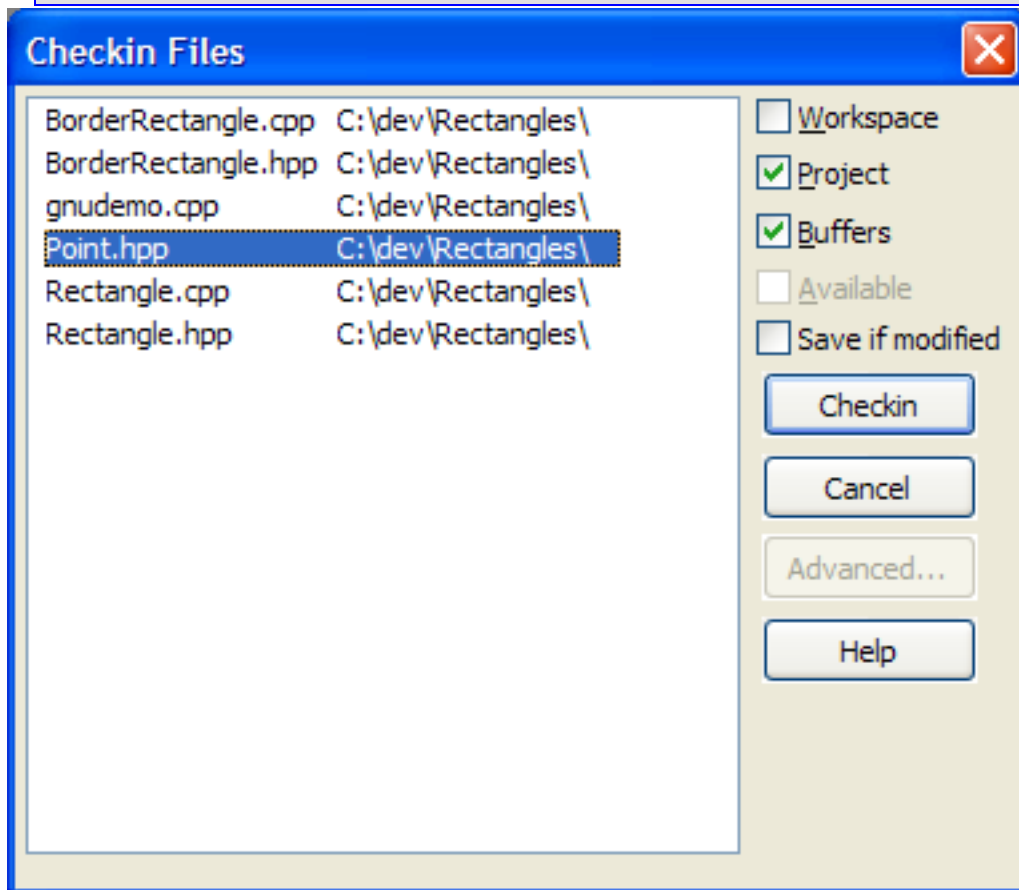 Checkin Files
BorderRectangle.cpp C:\dev\Rectangles\
BorderRectangle.hpp C:\dev\Rectangles\
gnudemo.cpp C:\dev\Rectangles\
Point.hpp C:\dev\Rectangles\
Rectangle.cpp C:\dev\Rectangles\
Rectangle.hpp C:\dev\Rectangles\
Workspace
Project
Buffers
Available
Save if modified
Checkin
Cancel
Advanced...
Help